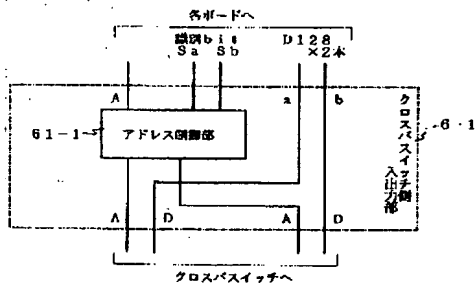 各ボードへ
識別bit
Sa Sb
D128
×2本
A
a
b
61-1
アドレス制御部
6-1
クロスバスイッチ側
入出力部
A
D
A
D
クロスバスイッチへ